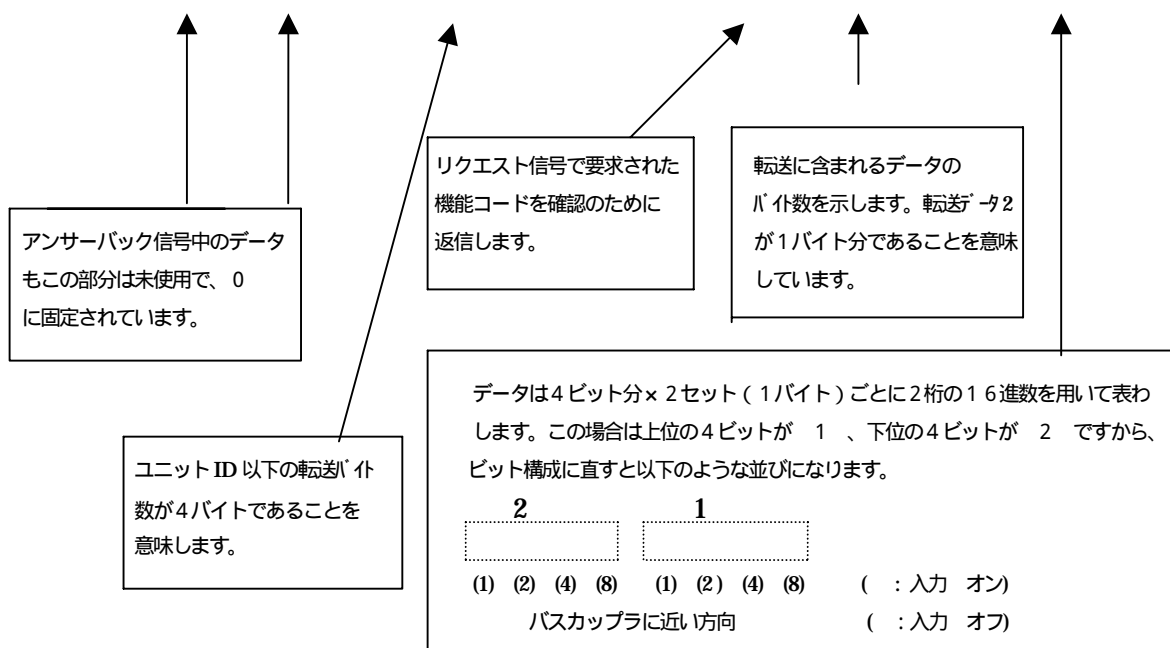 リクエスト信号で要求された
機能コードを確認のために
返信します。
転送に含まれるデータの
バイト数を示します。転送データ2
が1バイト分であることを意味
しています。
アンサーバック信号中のデータ
もこの部分は未使用で、0
に固定されています。
データは4ビット分×2セット(1バイト)ごとに2桁の16進数を用いて表わ
します。この場合は上位の4ビットが 1 、下位の4ビットが 2 ですから、
ビット構成に直すと以下のような並びになります。
2 1
(1) (2) (4) (8) (1) (2) (4) (8) ( :入力 オン)
バスカップラに近い方向 ( :入力 オフ)
ユニットID以下の転送バイト
数が4バイトであることを
意味します。